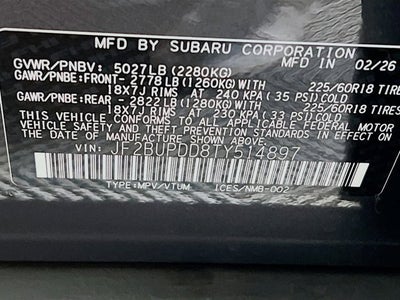 MFD BY SUBARU CORPORATION MFD IN 02/26
GVWR/PNBV: 5027LB (2280KG)
GAWR/PNBE:FRONT- 2778LB (1260KG)WITH 225/60R18 TIRES
18X7J RIMS AT 240 KPA (35 PSI) COLD
GAWR/PNBE:REAR - 2822LB (1280KG)WITH 225/60R18 TIRES
18X7J RIMS AT 230 KPA (33 PSI) COLD
THIS VEHICLE CONFORMS TO ALL APPLICABLE FEDERAL MOTOR
VEHICLE SAFETY AND THEFT PREVENTION STANDARDS IN EFFECT ON
THE DATE OF MANUFACTURE SHOWN ABOVE.
VIN: JF2BUPDD8TY514897
TYPE:MPV/VTUM ICES/NMB-002